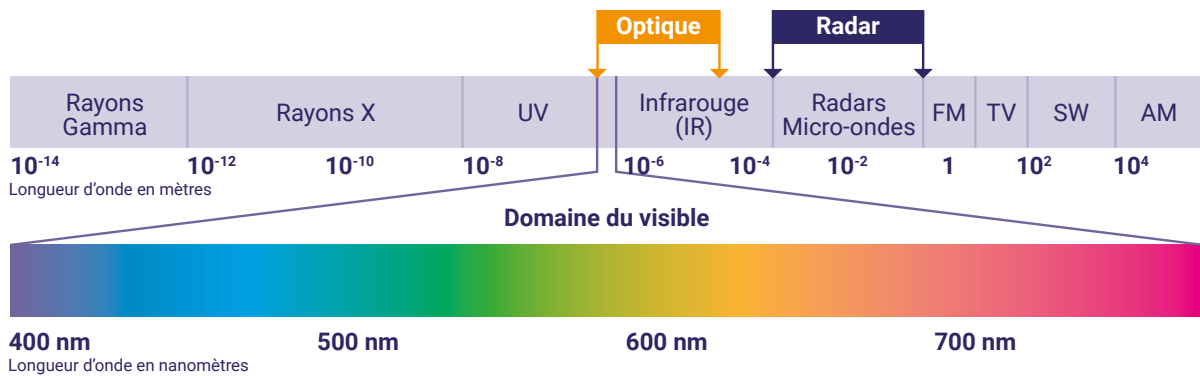 Optique
Radar
Rayons
Gamma
Rayons X
UV
Infrarouge
(IR)
Radars
Micro-ondes
FM
TV
SW
AM
10⁻¹⁴ 10⁻¹² 10⁻¹⁰ 10⁻⁸ 10⁻⁶ 10⁻⁴ 10⁻² 1 10² 10⁴
Longueur d’onde en mètres
Domaine du visible
400 nm 500 nm 600 nm 700 nm
Longueur d’onde en nanomètres